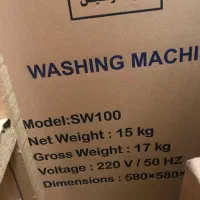 WASHING MACHI
Model:SW100
Net Weight : 15 kg
Gross Weight : 17 kg
Voltage : 220 V / 50 HZ
Dimensions : 580×580×